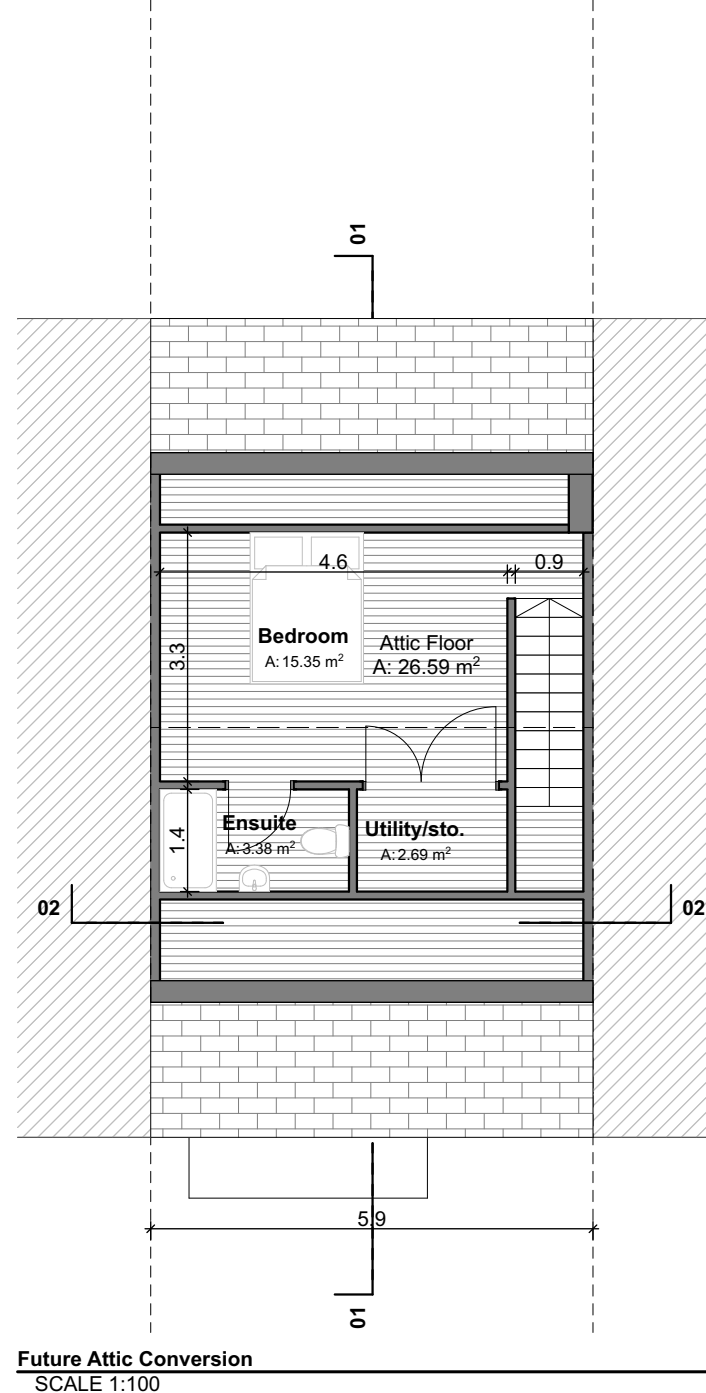 01
4.6
0.9
Bedroom
A: 15.35 m²
Attic Floor
A: 26.59 m²
3.3
Ensuite
A: 3.38 m²
1.4
Utility/sto.
A: 2.69 m²
02
02
5.9
01
Future Attic Conversion
SCALE 1:100